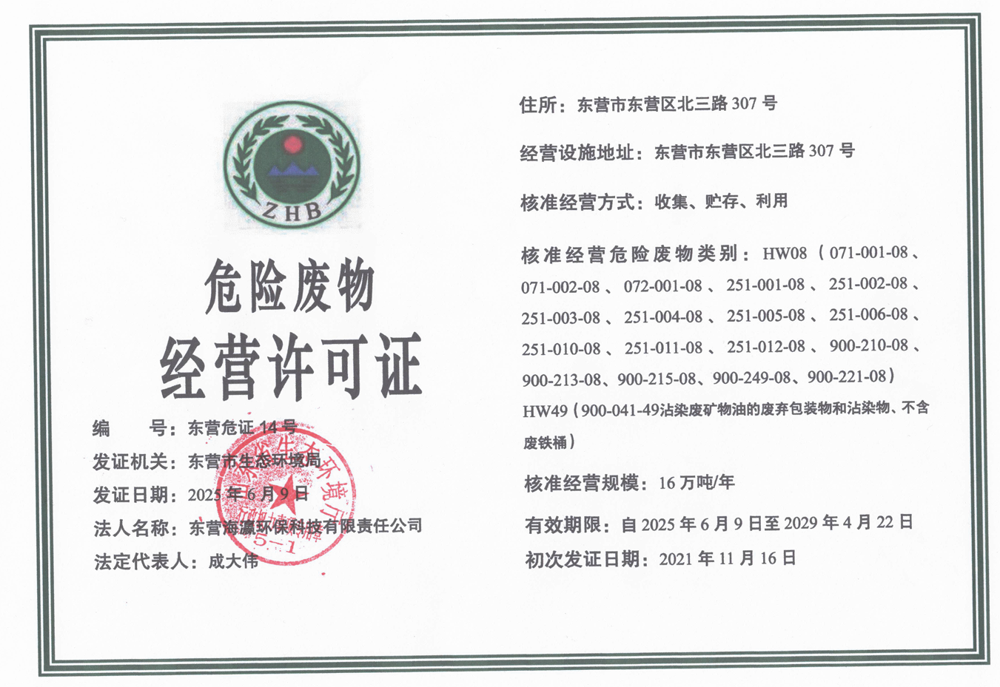 ZHB
危险废物
经营许可证
编　　号：东营危证 14号
发证机关：东营市生态环境局
发证日期：2025 年 6 月 9 日
法人名称：东营海瀛环保科技有限责任公司
法定代表人：成大伟
生态环境厅
5-1
住所：东营市东营区北三路 307 号
经营设施地址：东营市东营区北三路 307 号
核准经营方式：收集、贮存、利用
核准经营危险废物类别：HW08（071-001-08、
071-002-08、072-001-08、251-001-08、251-002-08、
251-003-08、251-004-08、251-005-08、251-006-08、
251-010-08、251-011-08、251-012-08、900-210-08、
900-213-08、900-215-08、900-249-08、900-221-08）
HW49（900-041-49沾染废矿物油的废弃包装物和沾染物、不含
废铁桶）
核准经营规模：16 万吨/年
有效期限：自 2025 年 6 月 9 日至 2029 年 4 月 22 日
初次发证日期：2021 年 11 月 16 日